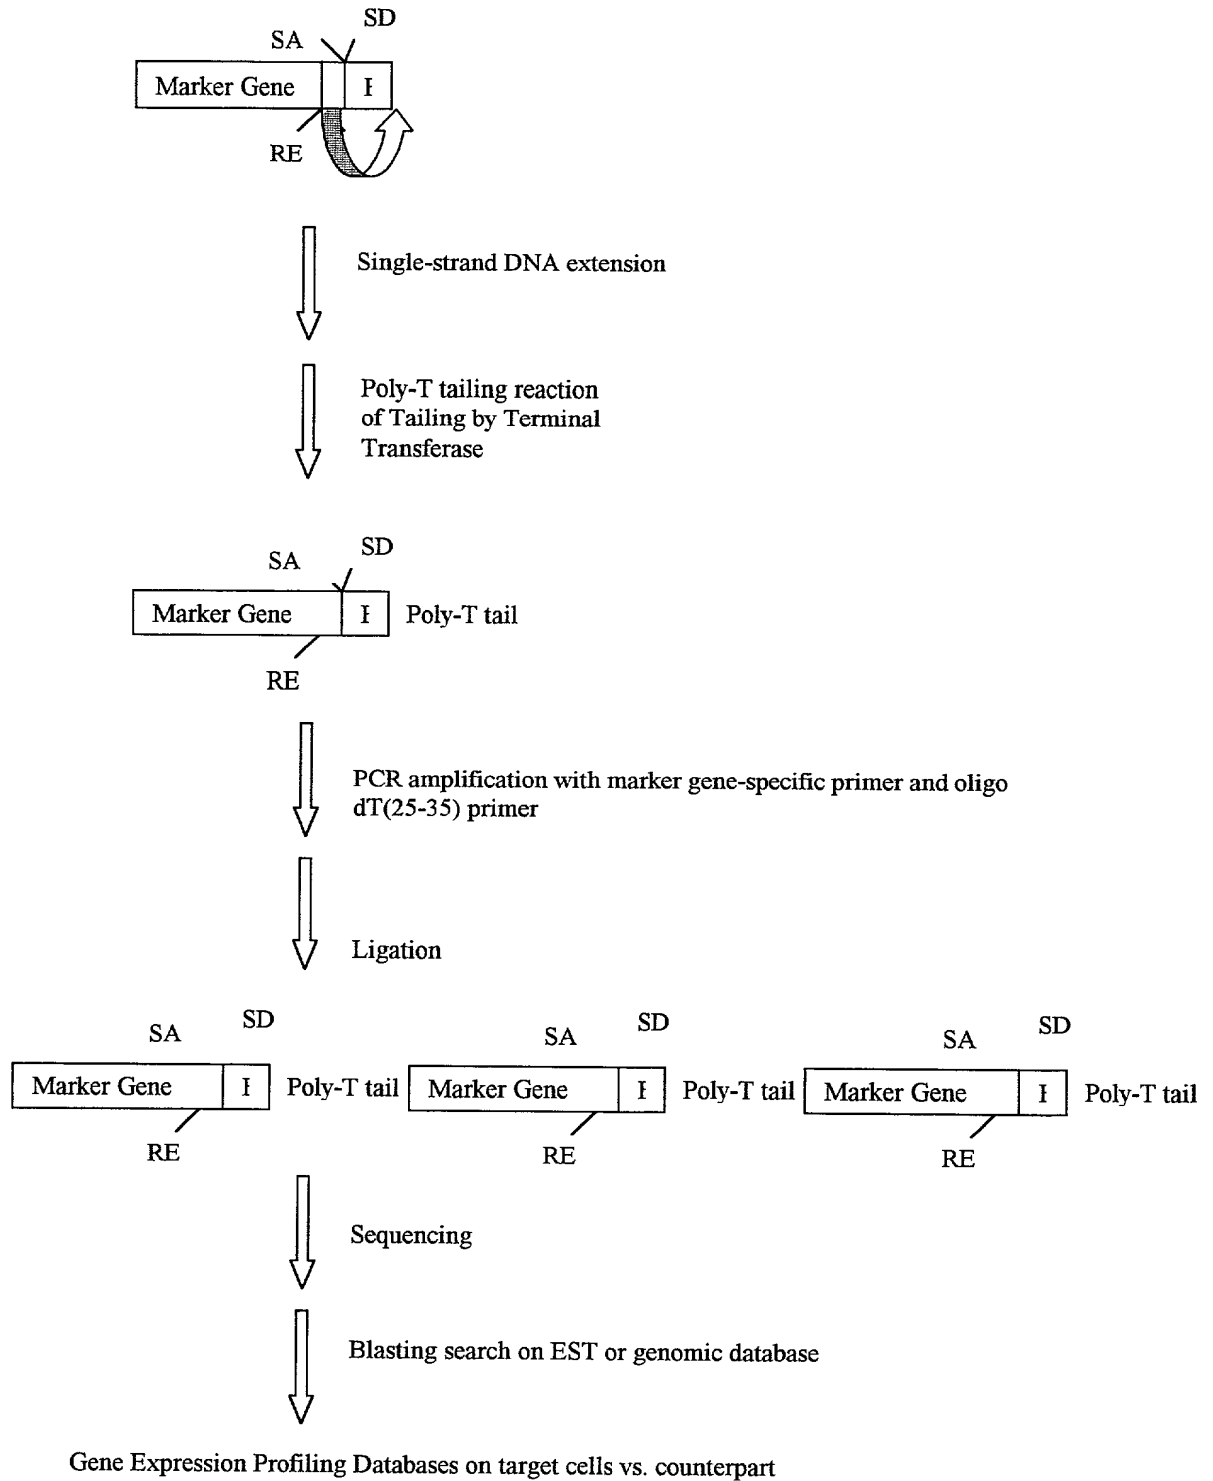 SD
SA
Marker Gene
RE
Single-strand DNA extension
Poly-T tailing reaction
of Tailing by Terminal
Transferase
SD
SA
Marker Gene Poly-T tail
RE
PCR amplification with marker gene-specific primer and oligo
dT(25-35) primer
Ligation
SA SD SA SD SA SD
Marker Gene Poly-T tail Marker Gene Poly-T tail Marker Gene Poly-T tail
RE RE RE
Sequencing
Blasting search on EST or genomic database
Gene Expression Profiling Databases on target cells vs. counterpart